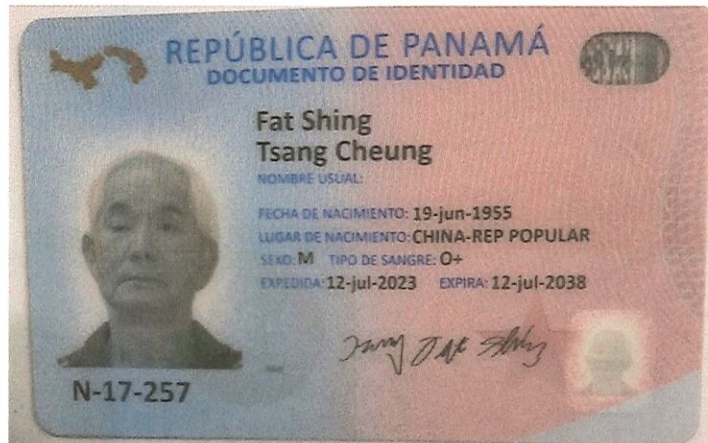 REPÚBLICA DE PANAMÁ
DOCUMENTO DE IDENTIDAD
Fat Shing
Tsang Cheung
NOMBRE USUAL:
FECHA DE NACIMIENTO: 19-jun-1955
LUGAR DE NACIMIENTO: CHINA-REP POPULAR
SEXO: M TIPO DE SANGRE: O+
EXPEDIDA: 12-jul-2023 EXPIRA: 12-jul-2038
N-17-257